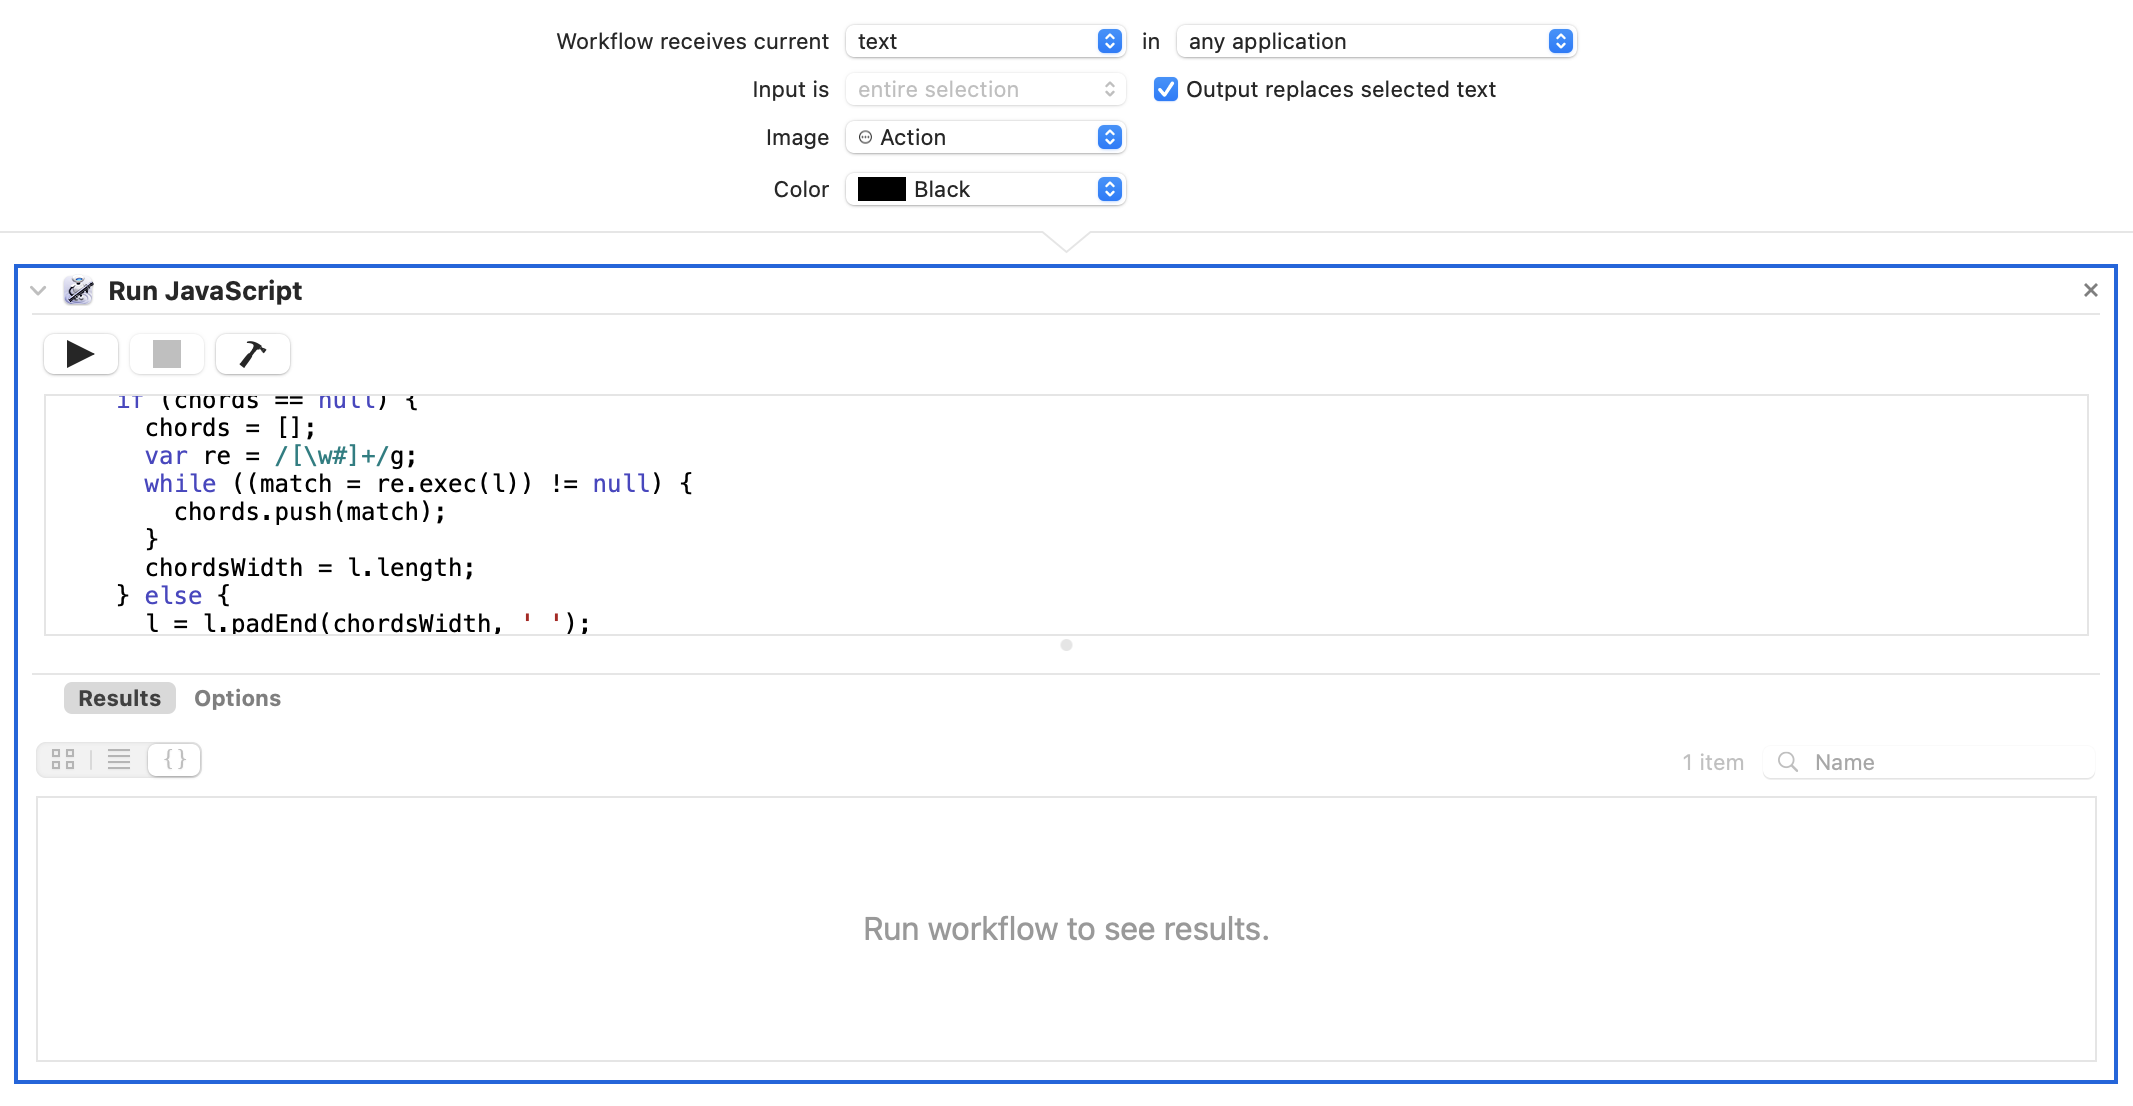 Workflow receives current text in any application
Input is entire selection Output replaces selected text
Image Action
Color Black
Run JavaScript
if (chords == null) {
chords = [];
var re = /[\w#]+/g;
while ((match = re.exec(l)) != null) {
chords.push(match);
}
chordsWidth = l.length;
} else {
l = l.padEnd(chordsWidth, ' ');
Results Options
{} 1 item Name
Run workflow to see results.